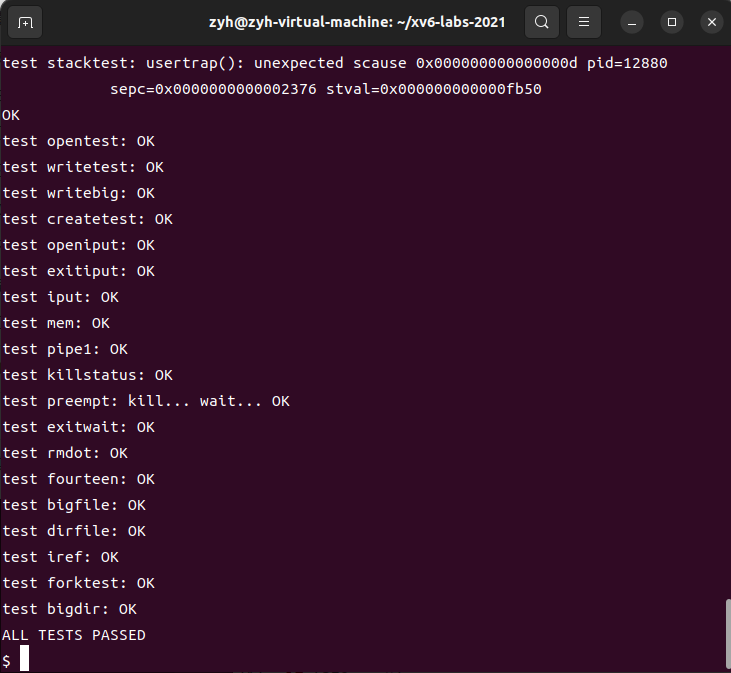 zyh@zyh-virtual-machine: ~/xv6-labs-2021
test stacktest: usertrap(): unexpected scause 0x000000000000000d pid=12880
            sepc=0x0000000000002376 stval=0x000000000000fb50
OK
test opentest: OK
test writetest: OK
test writebig: OK
test createtest: OK
test openiput: OK
test exitiput: OK
test iput: OK
test mem: OK
test pipe1: OK
test killstatus: OK
test preempt: kill... wait... OK
test exitwait: OK
test rmdot: OK
test fourteen: OK
test bigfile: OK
test dirfile: OK
test iref: OK
test forktest: OK
test bigdir: OK
ALL TESTS PASSED
$